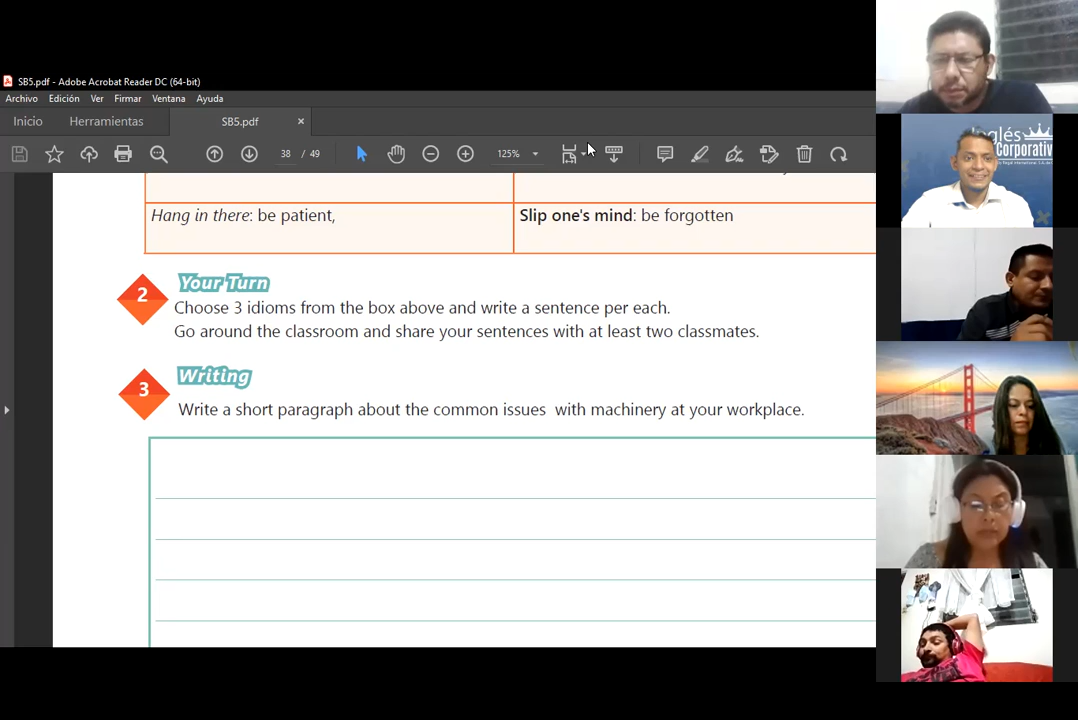 SB5.pdf - Adobe Acrobat Reader DC (64-bit)
Archivo Edición Ver Firmar Ventana Ayuda
Inicio Herramientas SB5.pdf ×
38 / 49 125%
Hang in there: be patient, Slip one's mind: be forgotten
2 Your Turn
Choose 3 idioms from the box above and write a sentence per each.
Go around the classroom and share your sentences with at least two classmates.
3 Writing
Write a short paragraph about the common issues with machinery at your workplace.
Inglés
Corporativ